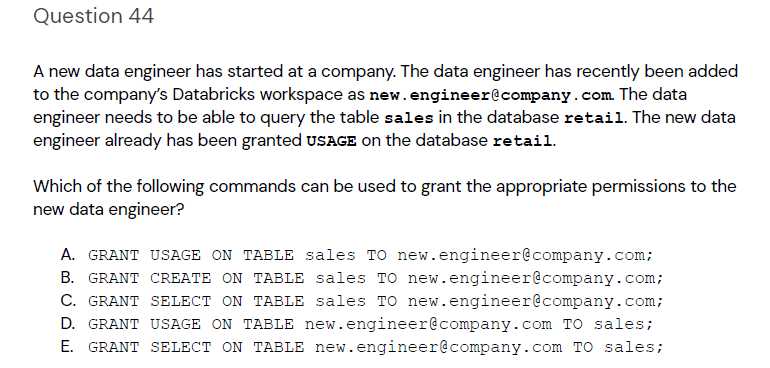 Question 44
A new data engineer has started at a company. The data engineer has recently been added
to the company's Databricks workspace as new.engineer@company.com. The data
engineer needs to be able to query the table sales in the database retail. The new data
engineer already has been granted USAGE on the database retail.
Which of the following commands can be used to grant the appropriate permissions to the
new data engineer?
A. GRANT USAGE ON TABLE sales TO new.engineer@company.com;
B. GRANT CREATE ON TABLE sales TO new.engineer@company.com;
C. GRANT SELECT ON TABLE sales TO new.engineer@company.com;
D. GRANT USAGE ON TABLE new.engineer@company.com TO sales;
E. GRANT SELECT ON TABLE new.engineer@company.com TO sales;